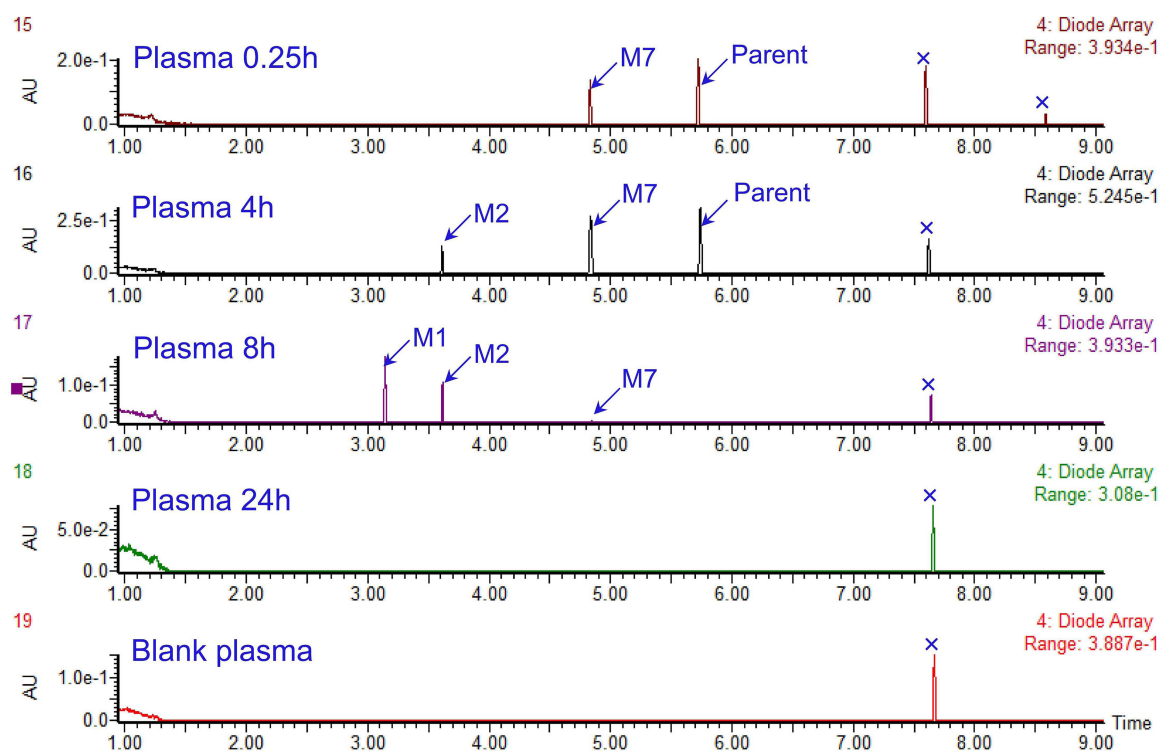 15
4: Diode Array
Range: 3.934e-1
Plasma 0.25h
M7
Parent
×
×
2.0e-1
AU
0.0
1.00 2.00 3.00 4.00 5.00 6.00 7.00 8.00 9.00
16
4: Diode Array
Range: 5.245e-1
Plasma 4h
M2
M7
Parent
×
2.5e-1
AU
0.0
1.00 2.00 3.00 4.00 5.00 6.00 7.00 8.00 9.00
17
4: Diode Array
Range: 3.933e-1
Plasma 8h
M1
M2
M7
×
1.0e-1
AU
0.0
1.00 2.00 3.00 4.00 5.00 6.00 7.00 8.00 9.00
18
4: Diode Array
Range: 3.08e-1
Plasma 24h
×
5.0e-2
AU
0.0
1.00 2.00 3.00 4.00 5.00 6.00 7.00 8.00 9.00
19
4: Diode Array
Range: 3.887e-1
Blank plasma
×
1.0e-1
AU
0.0
Time
1.00 2.00 3.00 4.00 5.00 6.00 7.00 8.00 9.00